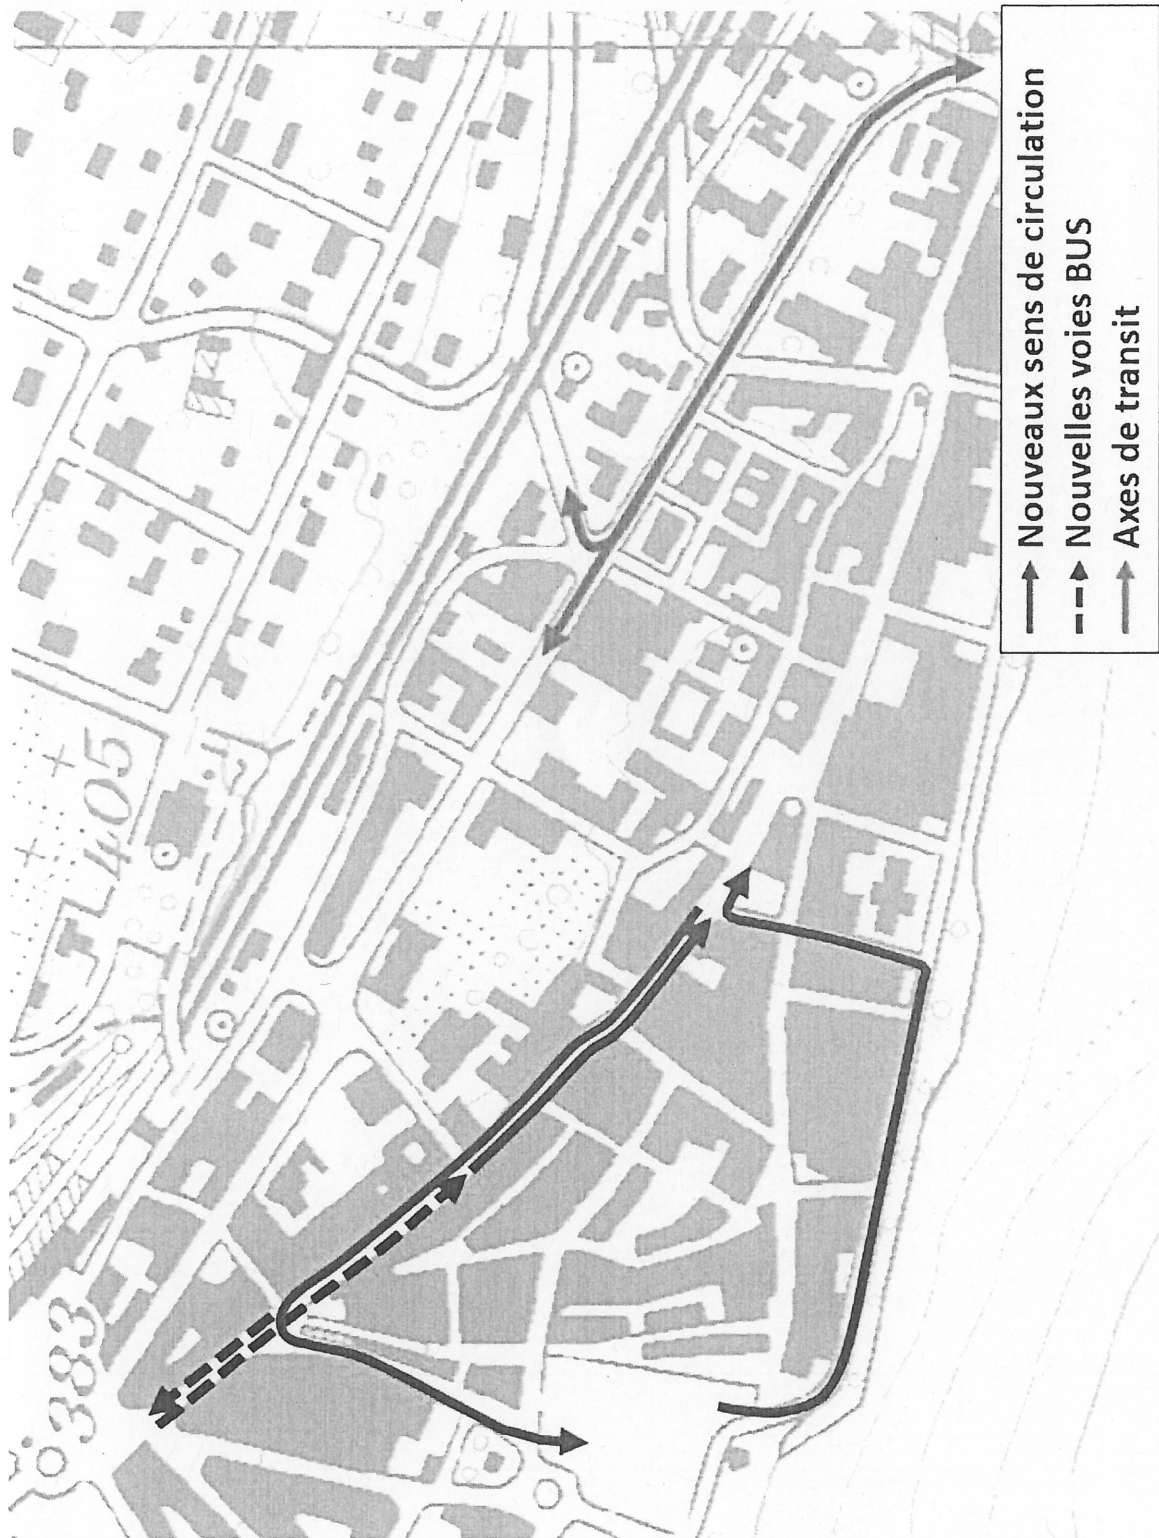 383
405
Nouveaux sens de circulation
Nouvelles voies BUS
Axes de transit